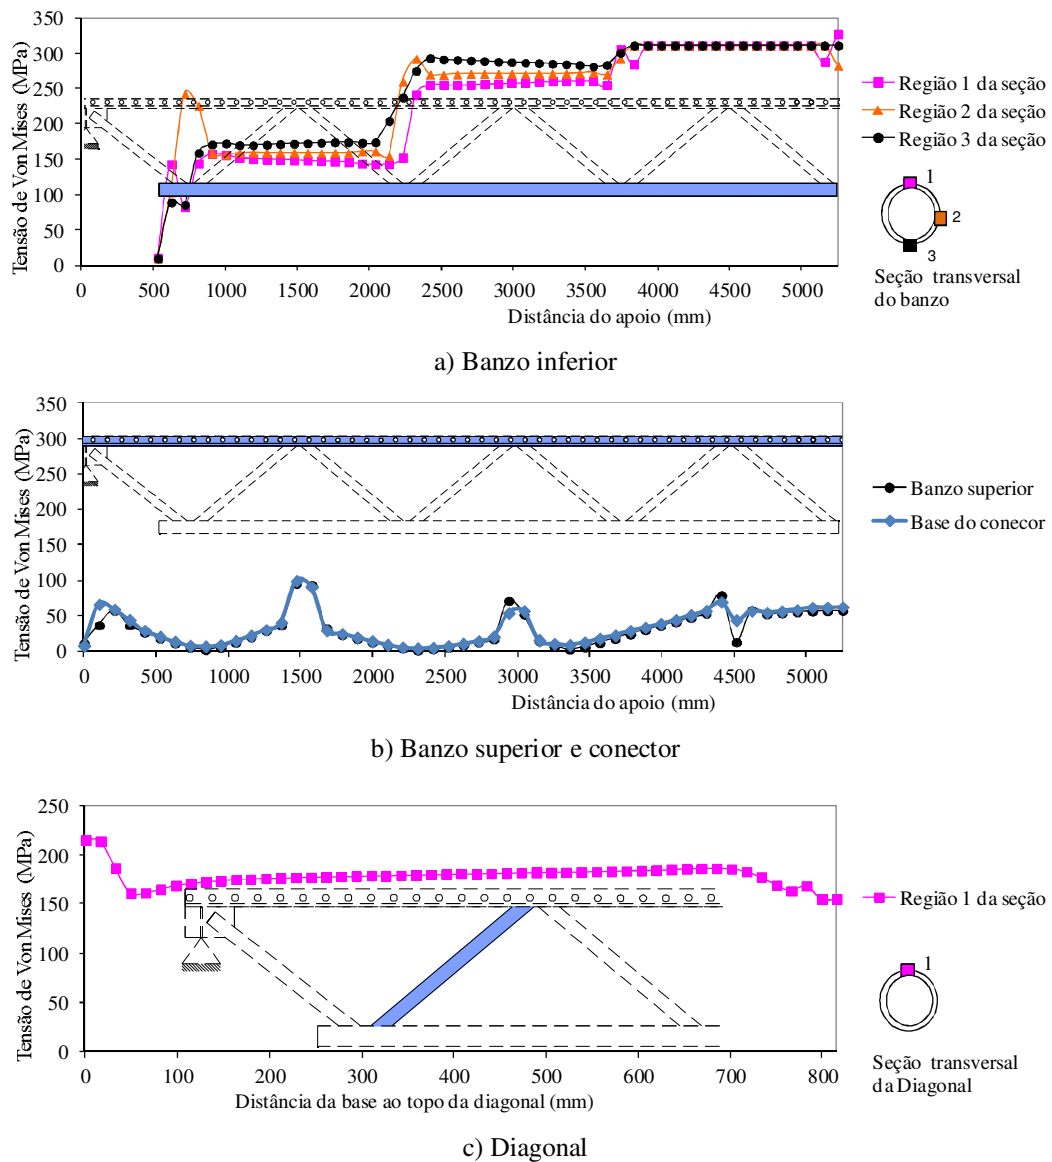 350
300
250
200
150
100
50
0
Tensão de Von Mises (MPa)
0 500 1000 1500 2000 2500 3000 3500 4000 4500 5000
Distância do apoio (mm)
Região 1 da seção
Região 2 da seção
Região 3 da seção
1
2
3
Seção transversal
do banzo
a) Banzo inferior
350
300
250
200
150
100
50
0
Tensão de Von Mises (MPa)
0 500 1000 1500 2000 2500 3000 3500 4000 4500 5000
Distância do apoio (mm)
Banzo superior
Base do conecor
b) Banzo superior e conector
250
200
150
100
50
0
Tensão de Von Mises (MPa)
0 100 200 300 400 500 600 700 800
Distância da base ao topo da diagonal (mm)
Região 1 da seção
1
Seção transversal
da Diagonal
c) Diagonal